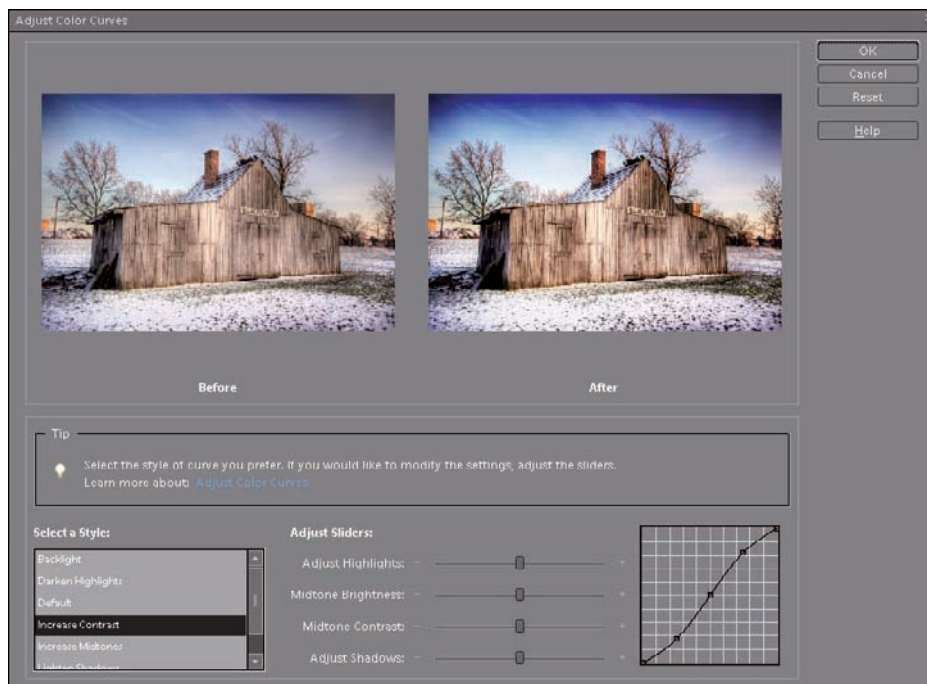 Adjust Color Curves
OK
Cancel
Reset
Help
Before
After
Tip
Select the style of curve you prefer. If you would like to modify the settings, adjust the sliders.
Learn more about: Adjust Color Curves
Select a Style:
Backlight
Darken Highlights
Default
Increase Contrast
Increase Midtones
Lighten Shadows
Adjust Sliders:
Adjust Highlights: - +
Midtone Brightness: - +
Midtone Contrast: - +
Adjust Shadows: - +